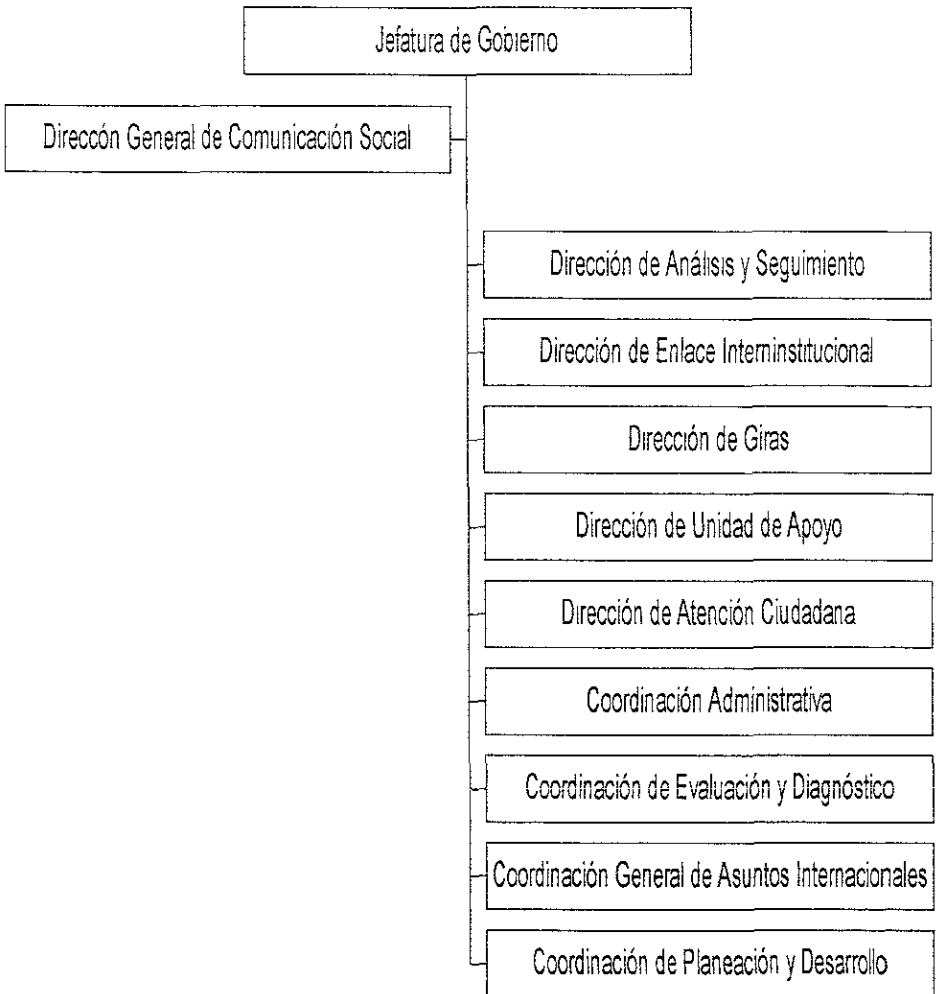 Jefatura de Gobierno
Direccón General de Comunicación Social
Dirección de Análisis y Seguimiento
Dirección de Enlace Interninstitucional
Dirección de Giras
Dirección de Unidad de Apoyo
Dirección de Atención Ciudadana
Coordinación Administrativa
Coordinación de Evaluación y Diagnóstico
Coordinación General de Asuntos Internacionales
Coordinación de Planeación y Desarrollo